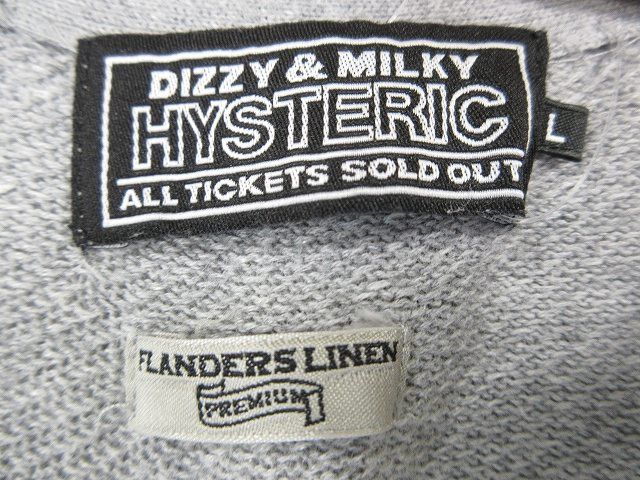 DIZZY & MILKY
HYSTERIC
ALL TICKETS SOLD OUT
L
FLANDERS LINEN
PREMIUM